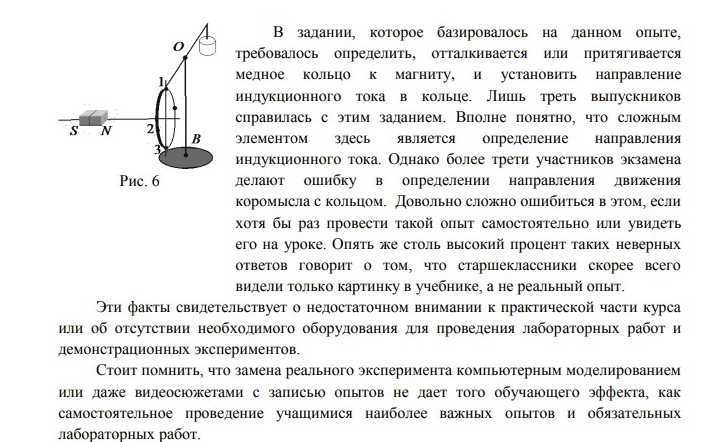 O
1
2
3
S N
B
Рис. 6
В задании, которое базировалось на данном опыте,
требовалось определить, отталкивается или притягивается
медное кольцо к магниту, и установить направление
индукционного тока в кольце. Лишь треть выпускников
справилась с этим заданием. Вполне понятно, что сложным
элементом здесь является определение направления
индукционного тока. Однако более трети участников экзамена
делают ошибку в определении направления движения
коромысла с кольцом. Довольно сложно ошибиться в этом, если
хотя бы раз провести такой опыт самостоятельно или увидеть
его на уроке. Опять же столь высокий процент таких неверных
ответов говорит о том, что старшеклассники скорее всего
видели только картинку в учебнике, а не реальный опыт.
Эти факты свидетельствует о недостаточном внимании к практической части курса
или об отсутствии необходимого оборудования для проведения лабораторных работ и
демонстрационных экспериментов.
Стоит помнить, что замена реального эксперимента компьютерным моделированием
или даже видеосюжетами с записью опытов не дает того обучающего эффекта, как
самостоятельное проведение учащимися наиболее важных опытов и обязательных
лабораторных работ.